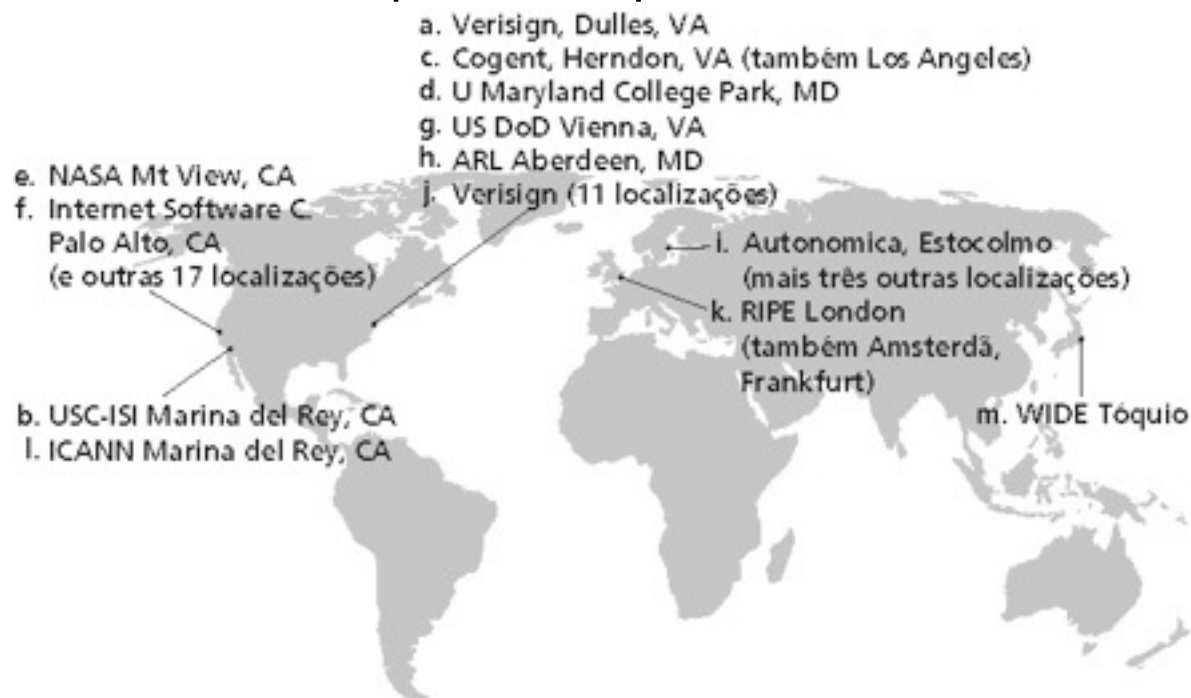 a. Verisign, Dulles, VA
c. Cogent, Herndon, VA (também Los Angeles)
d. U Maryland College Park, MD
g. US DoD Vienna, VA
h. ARL Aberdeen, MD
j. Verisign (11 localizações)
e. NASA Mt View, CA
f. Internet Software C.
Palo Alto, CA
(e outras 17 localizações)
i. Autonomica, Estocolmo
(mais três outras localizações)
k. RIPE London
(também Amsterdã,
Frankfurt)
m. WIDE Tóquio
b. USC-ISI Marina del Rey, CA
l. ICANN Marina del Rey, CA